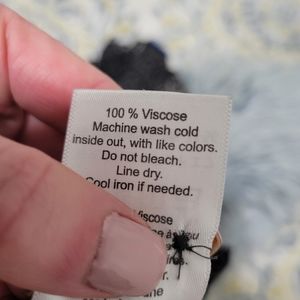 100 % Viscose
Machine wash cold
inside out, with like colors.
Do not bleach.
Line dry.
Cool iron if needed.
Viscose